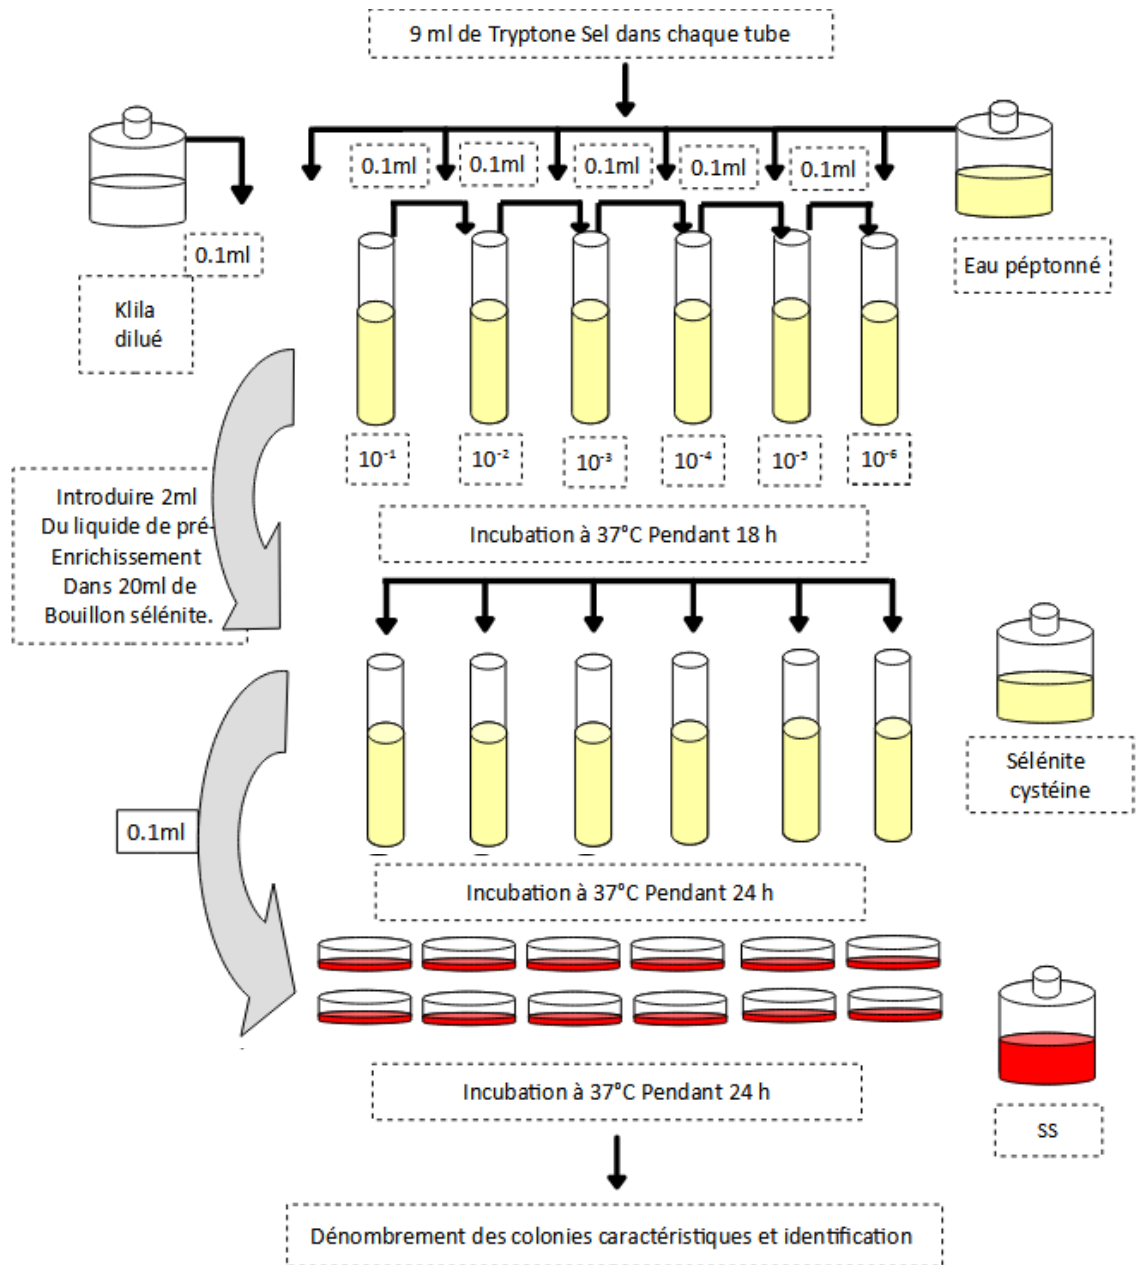 9 ml de Tryptone Sel dans chaque tube
0.1ml
0.1ml
0.1ml
0.1ml
0.1ml
0.1ml
Klila
dilué
Eau péptonné
10⁻¹
10⁻²
10⁻³
10⁻⁴
10⁻⁵
10⁻⁶
Introduire 2ml
Du liquide de pré-
Enrichissement
Dans 20ml de
Bouillon sélénite.
Incubation à 37°C Pendant 18 h
Sélénite
cystéine
0.1ml
Incubation à 37°C Pendant 24 h
Incubation à 37°C Pendant 24 h
SS
Dénombrement des colonies caractéristiques et identification